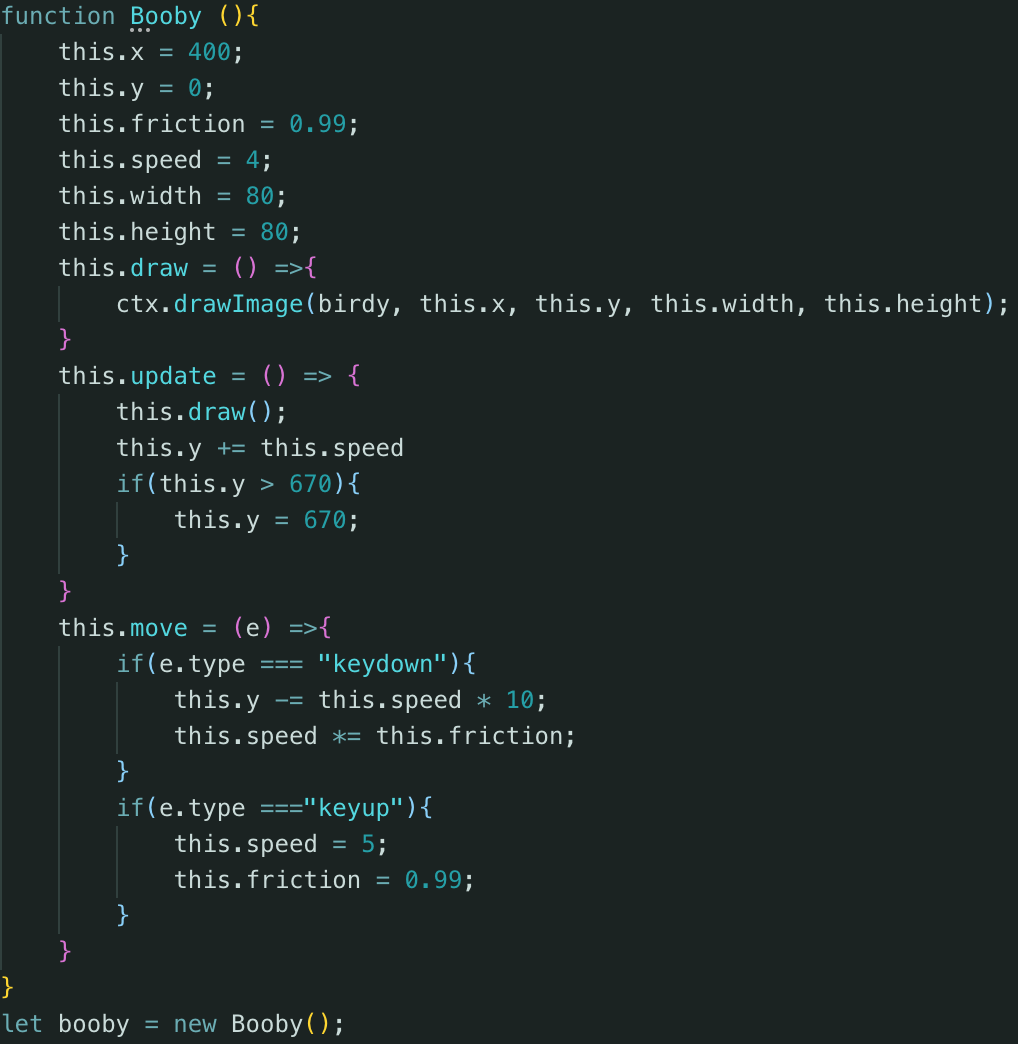 function Booby (){
    this.x = 400;
    this.y = 0;
    this.friction = 0.99;
    this.speed = 4;
    this.width = 80;
    this.height = 80;
    this.draw = () =>{
        ctx.drawImage(birdy, this.x, this.y, this.width, this.height);
    }
    this.update = () => {
        this.draw();
        this.y += this.speed
        if(this.y > 670){
            this.y = 670;
        }
    }
    this.move = (e) =>{
        if(e.type === "keydown"){
            this.y -= this.speed * 10;
            this.speed *= this.friction;
        }
        if(e.type ==="keyup"){
            this.speed = 5;
            this.friction = 0.99;
        }
    }
}
let booby = new Booby();